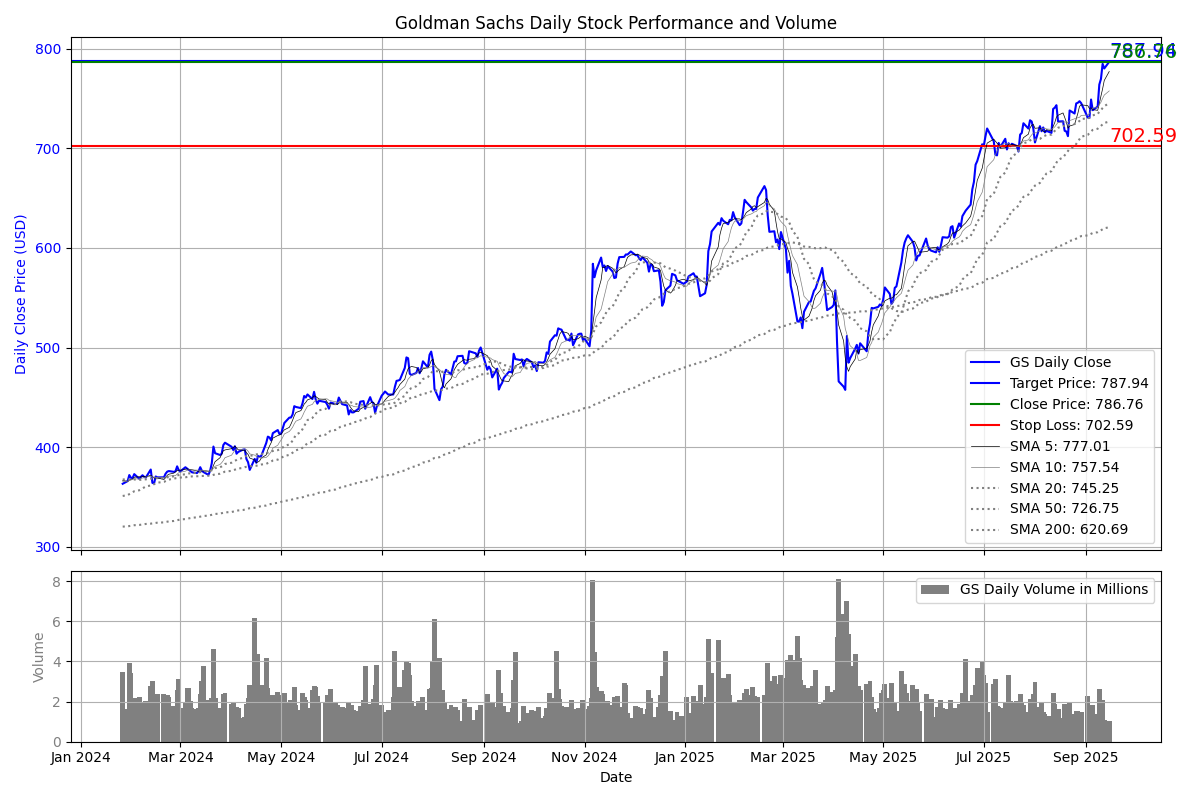 Goldman Sachs Daily Stock Performance and Volume
800
700
600
500
400
300
Daily Close Price (USD)
787.94
786.76
702.59
GS Daily Close
Target Price: 787.94
Close Price: 786.76
Stop Loss: 702.59
SMA 5: 777.01
SMA 10: 757.54
SMA 20: 745.25
SMA 50: 726.75
SMA 200: 620.69
8
6
4
2
0
Volume
GS Daily Volume in Millions
Jan 2024
Mar 2024
May 2024
Jul 2024
Sep 2024
Nov 2024
Jan 2025
Mar 2025
May 2025
Jul 2025
Sep 2025
Date